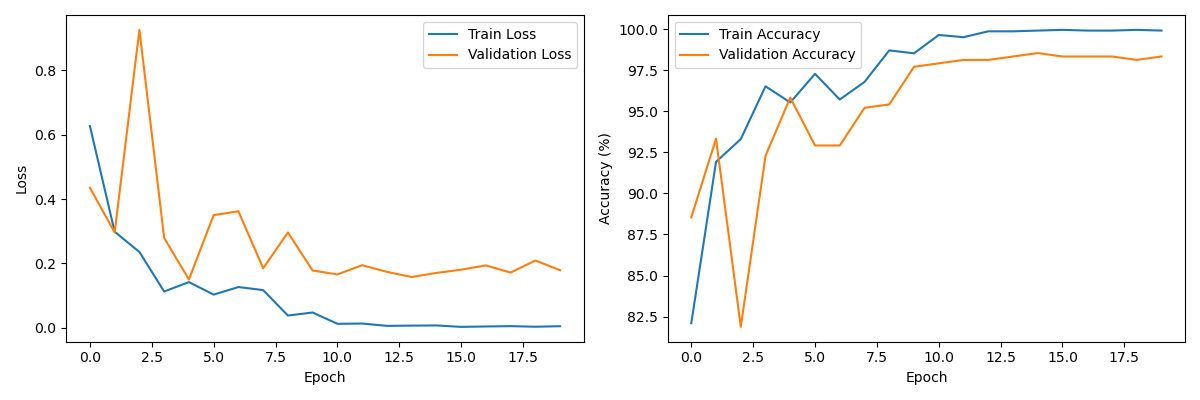 Train Loss
Validation Loss
0.8
0.6
0.4
0.2
0.0
Loss
0.0 2.5 5.0 7.5 10.0 12.5 15.0 17.5
Epoch
Train Accuracy
Validation Accuracy
100.0
97.5
95.0
92.5
90.0
87.5
85.0
82.5
Accuracy (%)
0.0 2.5 5.0 7.5 10.0 12.5 15.0 17.5
Epoch